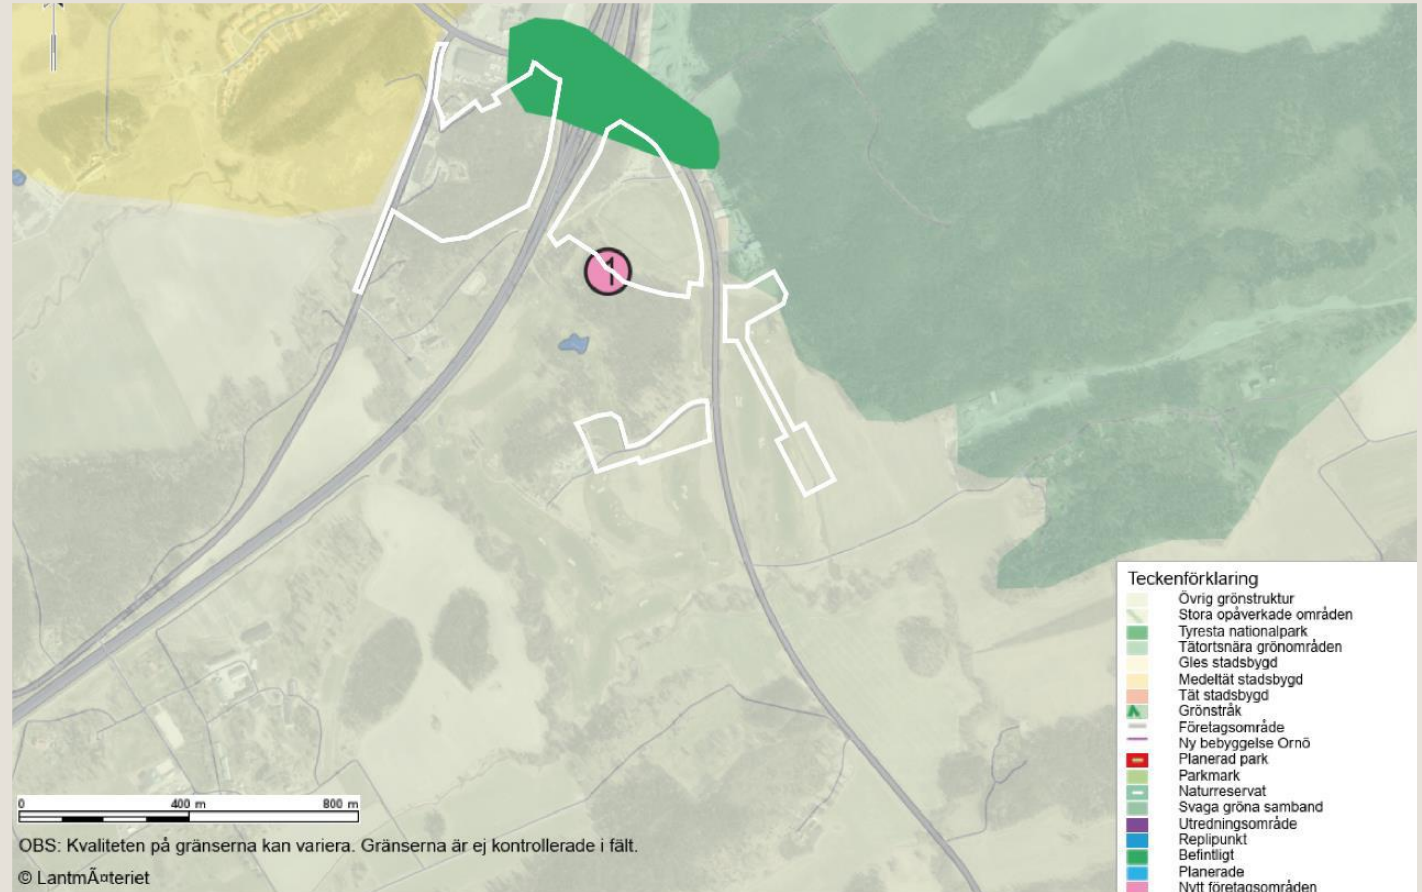 1
Teckenförklaring
Övrig grönstruktur
Stora opåverkade områden
Tyresta nationalpark
Tätortsnära grönområden
Gles stadsbygd
Medeltät stadsbygd
Tät stadsbygd
Grönstråk
Företagsområde
Ny bebyggelse Ornö
Planerad park
Parkmark
Naturreservat
Svaga gröna samband
Utredningsområde
Replipunkt
Befintligt
Planerade
Nytt företagsområden
0 400 m 800 m
OBS: Kvaliteten på gränserna kan variera. Gränserna är ej kontrollerade i fält.
© LantmÃ¤teriet